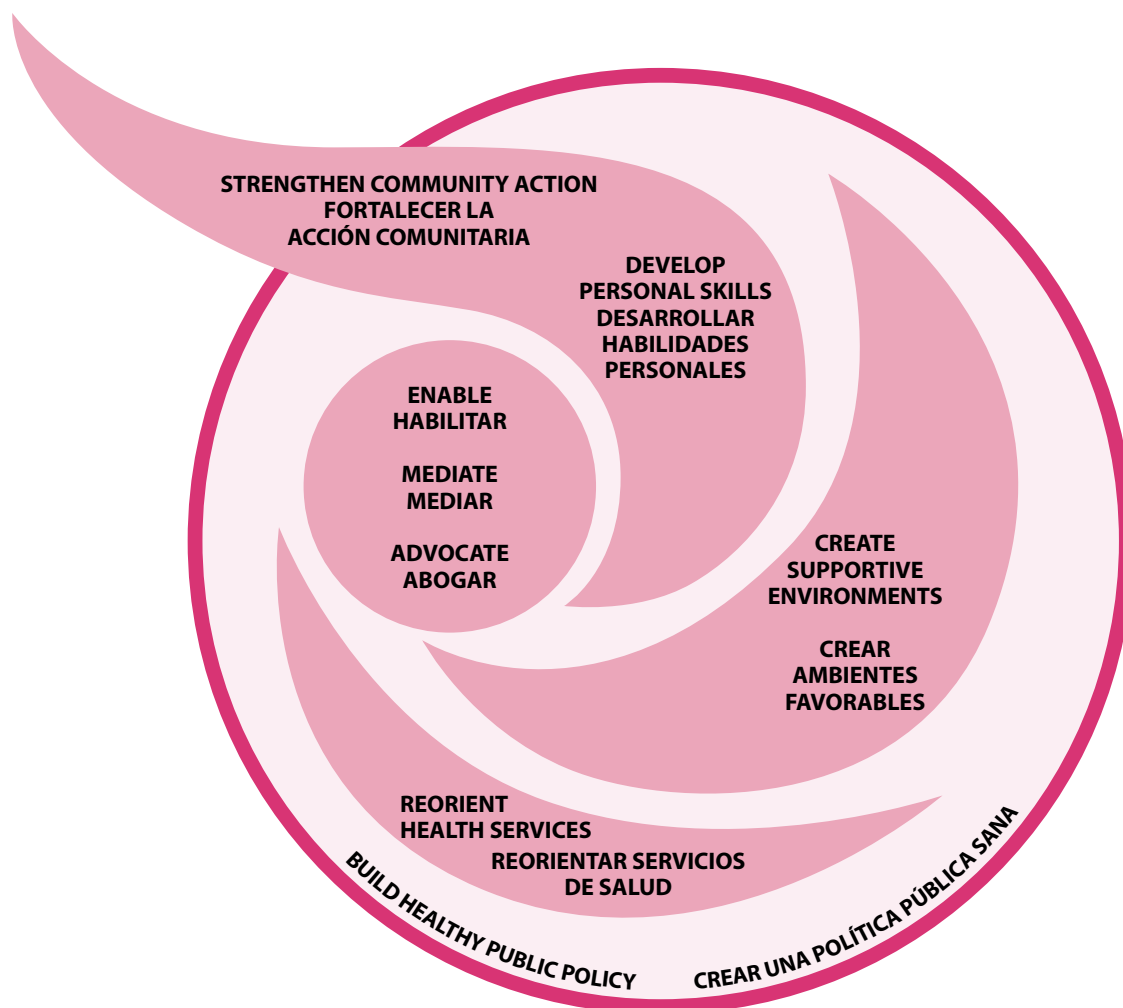 STRENGTHEN COMMUNITY ACTION
FORTALECER LA
ACCIÓN COMUNITARIA
DEVELOP
PERSONAL SKILLS
DESARROLLAR
HABILIDADES
PERSONALES
ENABLE
HABILITAR
MEDIATE
MEDIAR
ADVOCATE
ABOGAR
CREATE
SUPPORTIVE
ENVIRONMENTS
CREAR
AMBIENTES
FAVORABLES
REORIENT
HEALTH SERVICES
REORIENTAR SERVICIOS
DE SALUD
BUILD HEALTHY PUBLIC POLICY
CREAR UNA POLÍTICA PÚBLICA SANA